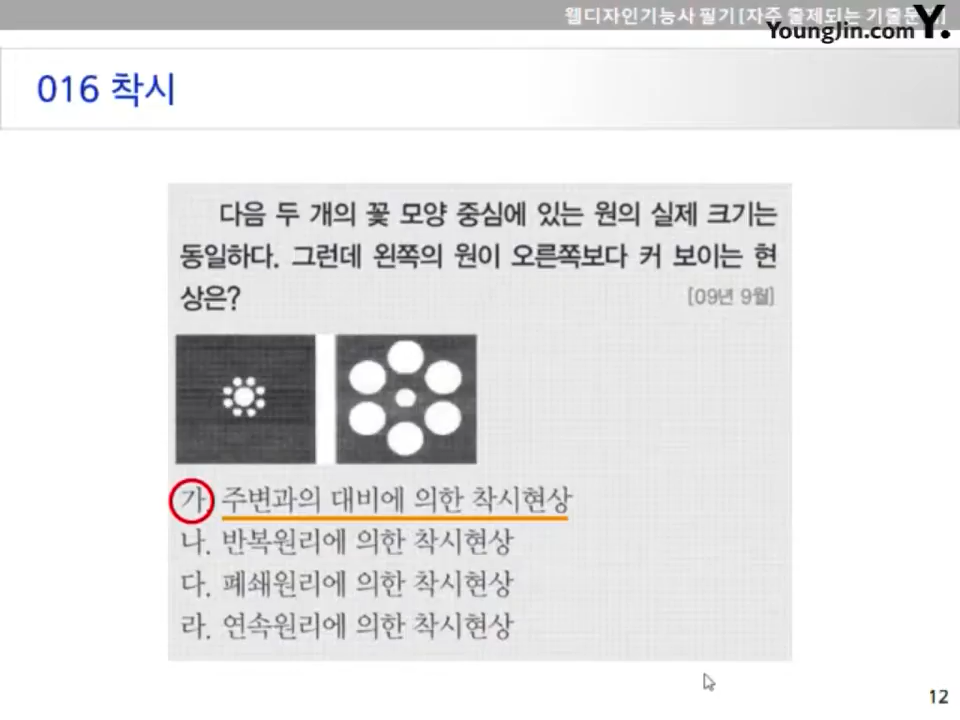 웹디자인기능사 필기[자주 출제되는 기출문제]
YoungJin.com Y.
016 착시
다음 두 개의 꽃 모양 중심에 있는 원의 실제 크기는
동일하다. 그런데 왼쪽의 원이 오른쪽보다 커 보이는 현
상은?
[09년 9월]
가. 주변과의 대비에 의한 착시현상
나. 반복원리에 의한 착시현상
다. 폐쇄원리에 의한 착시현상
라. 연속원리에 의한 착시현상
12